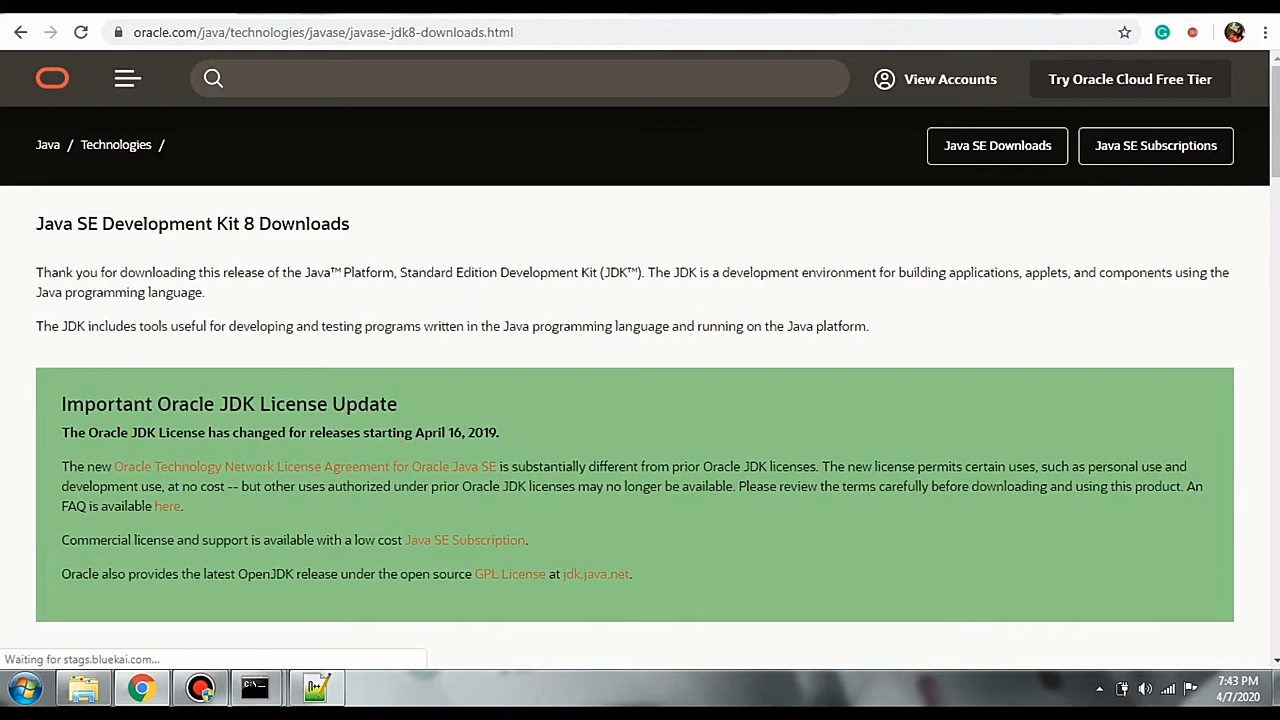 oracle.com/java/technologies/javase/javase-jdk8-downloads.html
View Accounts
Try Oracle Cloud Free Tier
Java / Technologies /
Java SE Downloads
Java SE Subscriptions
Java SE Development Kit 8 Downloads
Thank you for downloading this release of the Java™ Platform, Standard Edition Development Kit (JDK™). The JDK is a development environment for building applications, applets, and components using the
Java programming language.
The JDK includes tools useful for developing and testing programs written in the Java programming language and running on the Java platform.
Important Oracle JDK License Update
The Oracle JDK License has changed for releases starting April 16, 2019.
The new Oracle Technology Network License Agreement for Oracle Java SE is substantially different from prior Oracle JDK licenses. The new license permits certain uses, such as personal use and
development use, at no cost -- but other uses authorized under prior Oracle JDK licenses may no longer be available. Please review the terms carefully before downloading and using this product. An
FAQ is available here.
Commercial license and support is available with a low cost Java SE Subscription.
Oracle also provides the latest OpenJDK release under the open source GPL License at jdk.java.net.
Waiting for stags.bluekai.com...
7:43 PM
4/7/2020